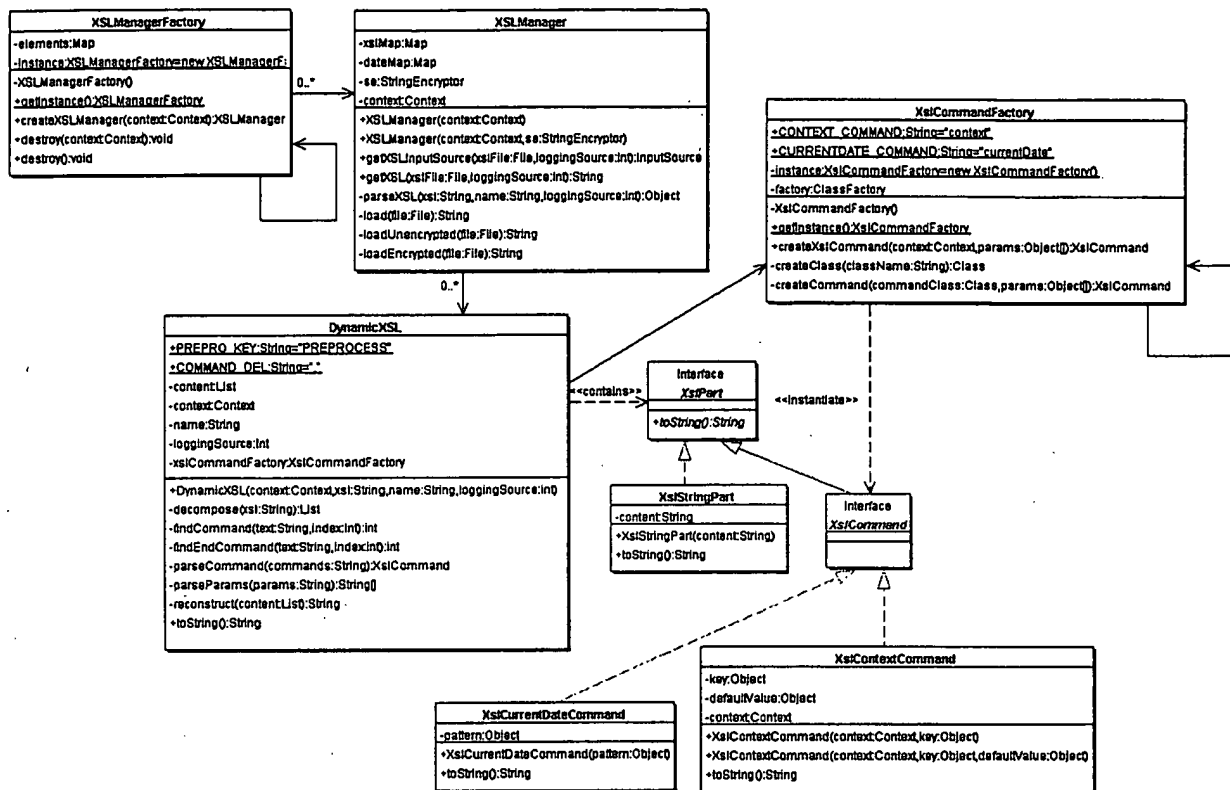 XSLManagerFactory
-elements:Map
-instance:XSLManagerFactory=new XSLManagerF
-XSLManagerFactory()
+getInstance():XSLManagerFactory
+createXSLManager(context:Context):XSLManager
+destroy(context:Context):void
+destroy():void
0..*
XSLManager
-xslMap:Map
-dateMap:Map
-se:StringEncryptor
-context:Context
+XSLManager(context:Context)
+XSLManager(context:Context,se:StringEncryptor)
+getXSLInputSource(xslFile:File,loggingSource:int):InputSource
+getXSL(xslFile:File,loggingSource:int):String
-parseXSL(xsl:String,name:String,loggingSource:int):Object
-load(file:File):String
-loadUnencrypted(file:File):String
-loadEncrypted(file:File):String
0..*
XslCommandFactory
+CONTEXT_COMMAND:String="context"
+CURRENTDATE_COMMAND:String="currentDate"
-instance:XslCommandFactory=new XslCommandFactory()
-factory:ClassFactory
-XslCommandFactory()
+getInstance():XslCommandFactory
+createXslCommand(context:Context,params:Object[]):XslCommand
-createClass(className:String):Class
-createCommand(commandClass:Class,params:Object[]):XslCommand
DynamicXSL
+PREPRO_KEY:String="PREPROCESS"
+COMMAND_DEL:String="."
-content:List
-context:Context
-name:String
-loggingSource:int
-xslCommandFactory:XslCommandFactory
+DynamicXSL(context:Context,xsl:String,name:String,loggingSource:int)
-decompose(xsl:String):List
-findCommand(text:String,index:int):int
-findEndCommand(text:String,index:int):int
-parseCommand(commands:String):XslCommand
-parseParams(params:String):String[]
-reconstruct(content:List):String
+toString():String
<<contains>>
Interface
XslPart
+toString():String
<<instantiate>>
XslStringPart
-content:String
+XslStringPart(content:String)
+toString():String
Interface
XslCommand
XslCurrentDateCommand
-pattern:Object
+XslCurrentDateCommand(pattern:Object)
+toString():String
XslContextCommand
-key:Object
-defaultValue:Object
-context:Context
+XslContextCommand(context:Context,key:Object)
+XslContextCommand(context:Context,key:Object,defaultValue:Object)
+toString():String